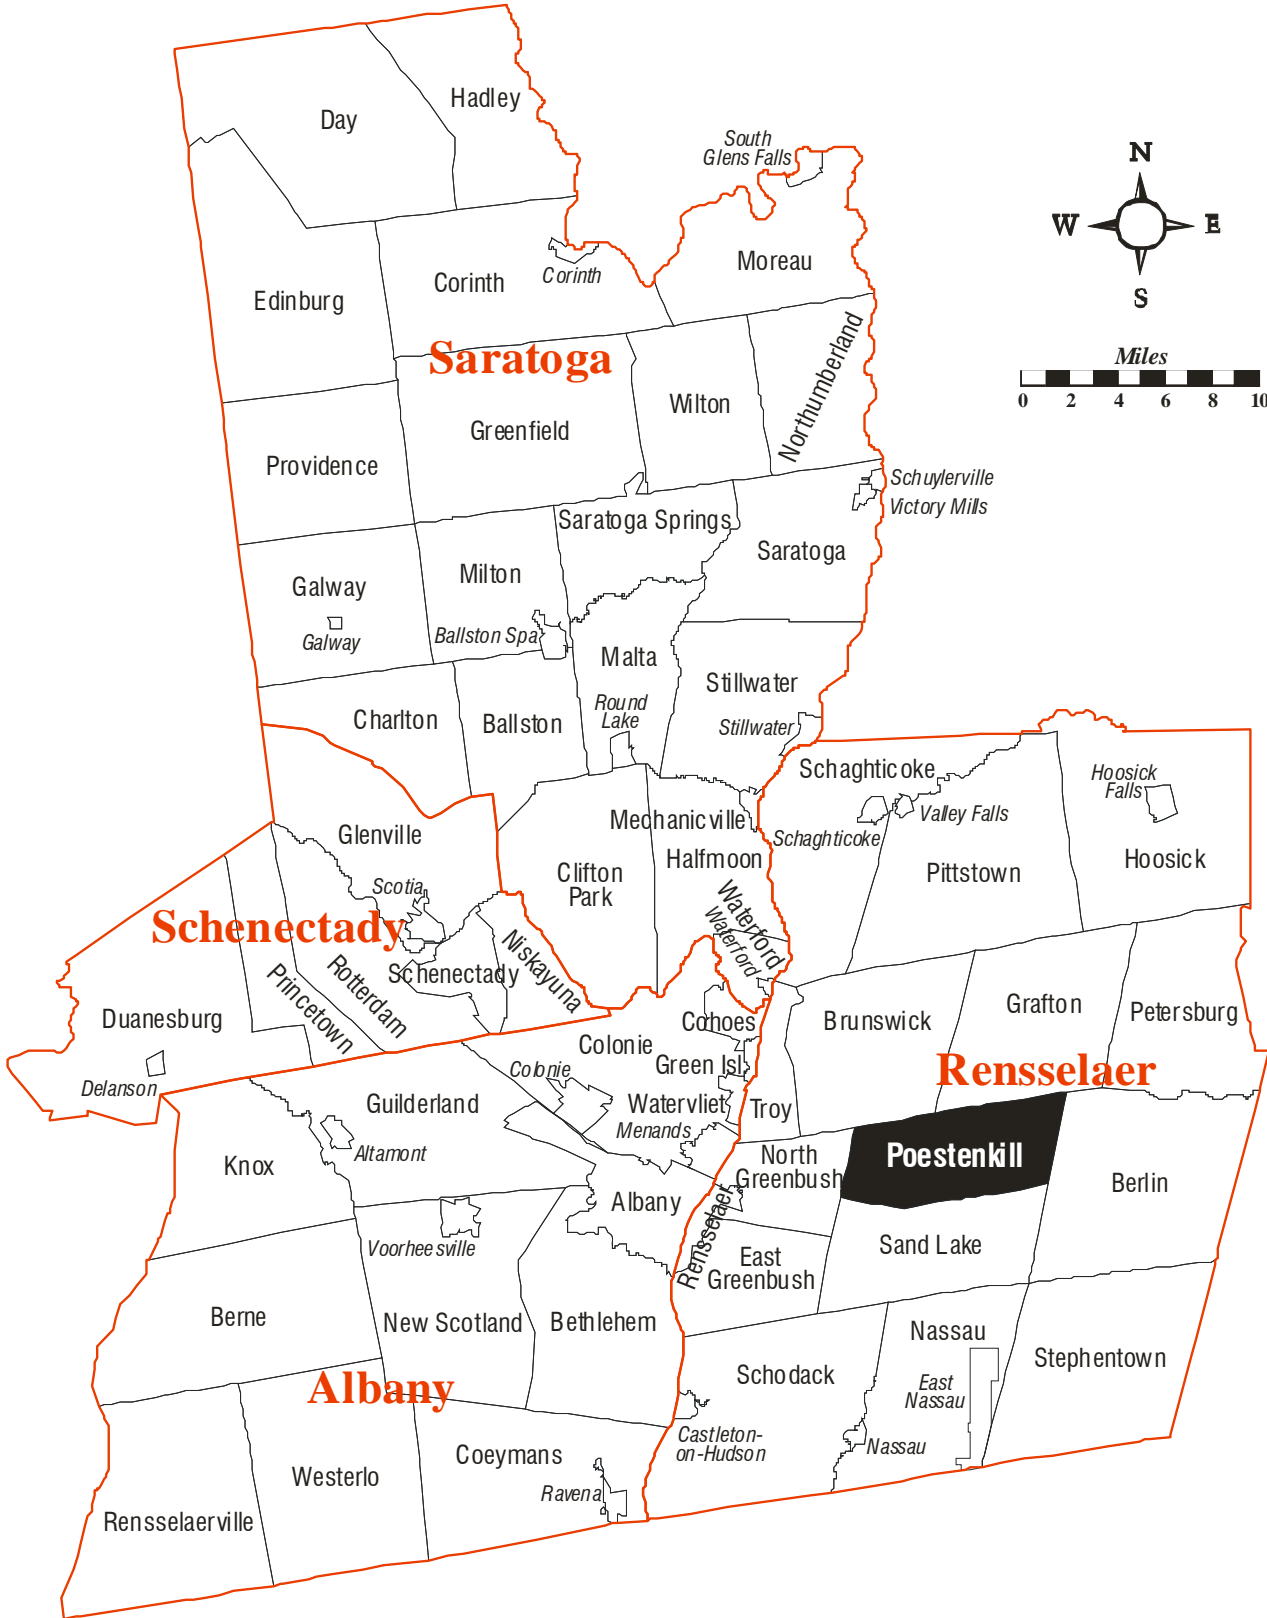 Hadley
Day
South
Glens Falls
N
W
E
S
Moreau
Corinth
Corinth
Edinburg
Saratoga
Northumberland
Miles
0 2 4 6 8 10
Wilton
Greenfield
Providence
Schuylerville
Victory Mills
Saratoga Springs
Saratoga
Milton
Galway
Galway
Ballston Spa
Malta
Stillwater
Round
Lake
Charlton
Ballston
Stillwater
Schaghticoke
Hoosick
Falls
Mechanicville
Schaghticoke
Valley Falls
Glenville
Halfmoon
Hoosick
Clifton
Park
Pittstown
Scotia
Waterford
Waterford
Schenectady
Niskayuna
Schenectady
Rotterdam
Princetown
Duanesburg
Cohoes
Brunswick
Grafton
Petersburg
Colonie
Green Isl
Colonie
Rensselaer
Delanson
Guilderland
Watervliet
Troy
Menands
Altamont
Knox
North
Greenbush
Poestenkill
Berlin
Albany
Rensselaer
Voorheesville
Sand Lake
East
Greenbush
Berne
New Scotland
Bethlehem
Nassau
Stephentown
Schodack
East
Nassau
Albany
Castleton-
on-Hudson
Nassau
Coeymans
Westerlo
Ravena
Rensselaerville